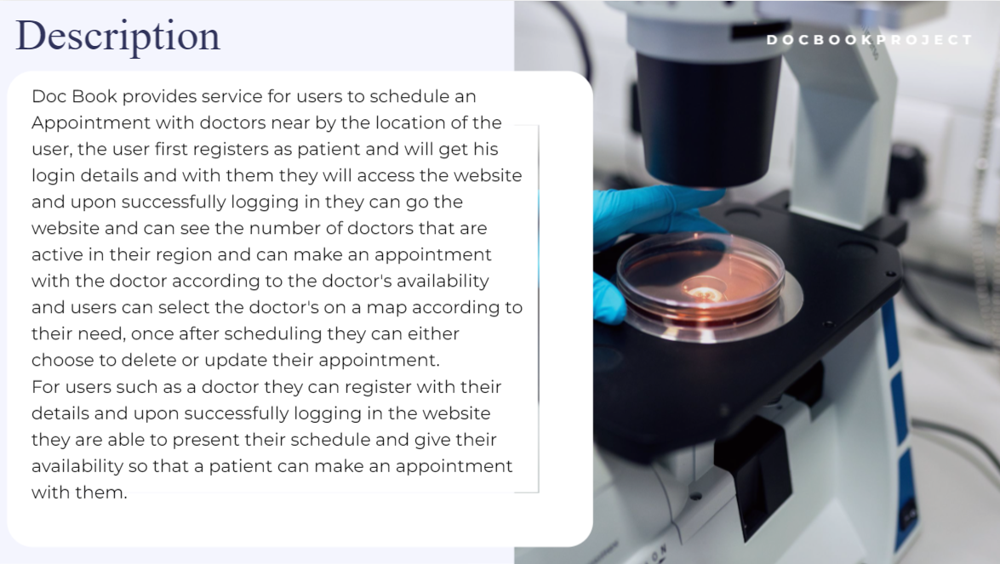 Description
DOCBOOKPROJECT
Doc Book provides service for users to schedule an
Appointment with doctors near by the location of the
user, the user first registers as patient and will get his
login details and with them they will access the website
and upon successfully logging in they can go the
website and can see the number of doctors that are
active in their region and can make an appointment
with the doctor according to the doctor's availability
and users can select the doctor's on a map according to
their need, once after scheduling they can either
choose to delete or update their appointment.
For users such as a doctor they can register with their
details and upon successfully logging in the website
they are able to present their schedule and give their
availability so that a patient can make an appointment
with them.